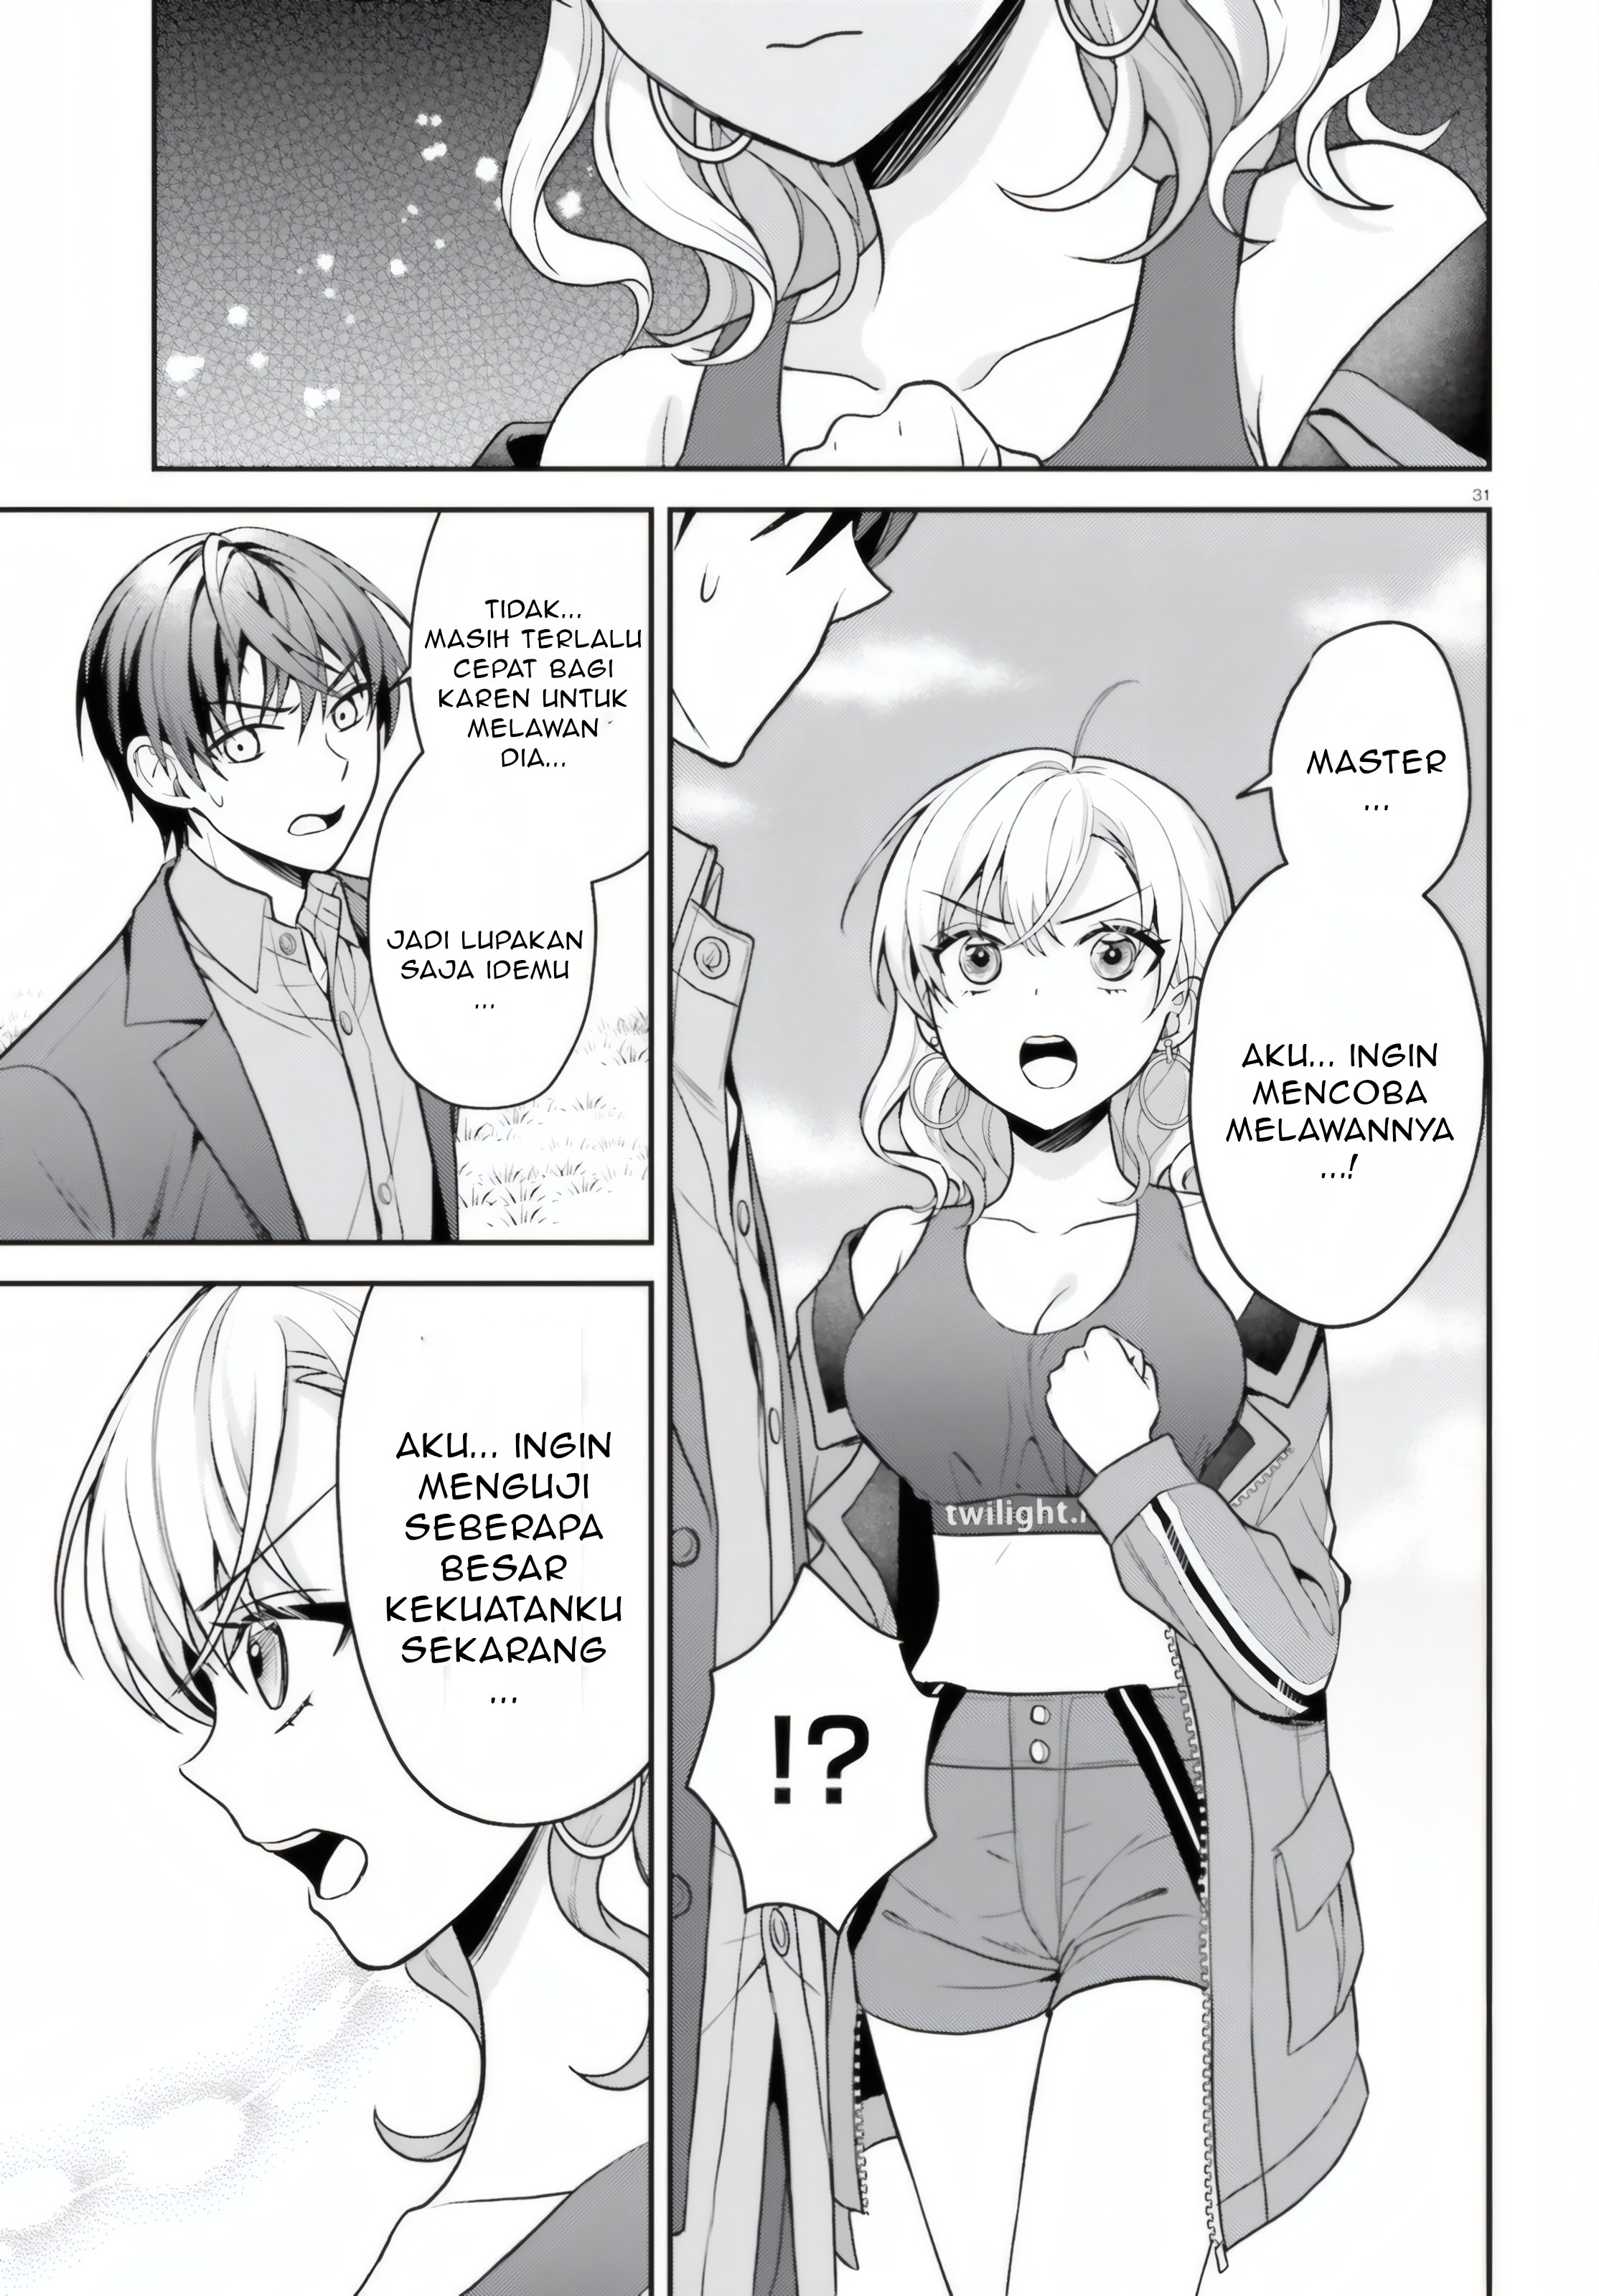 31
MASTER
...
AKU... INGIN
MENCOBA
MELAWANNYA
...!
twilight.
!?
TIDAK...
MASIH TERLALU
CEPAT BAGI
KAREN UNTUK
MELAWAN
DIA...
JADI LUPAKAN
SAJA IDEMU
...
AKU... INGIN
MENGUJI
SEBERAPA
BESAR
KEKUATANKU
SEKARANG
...